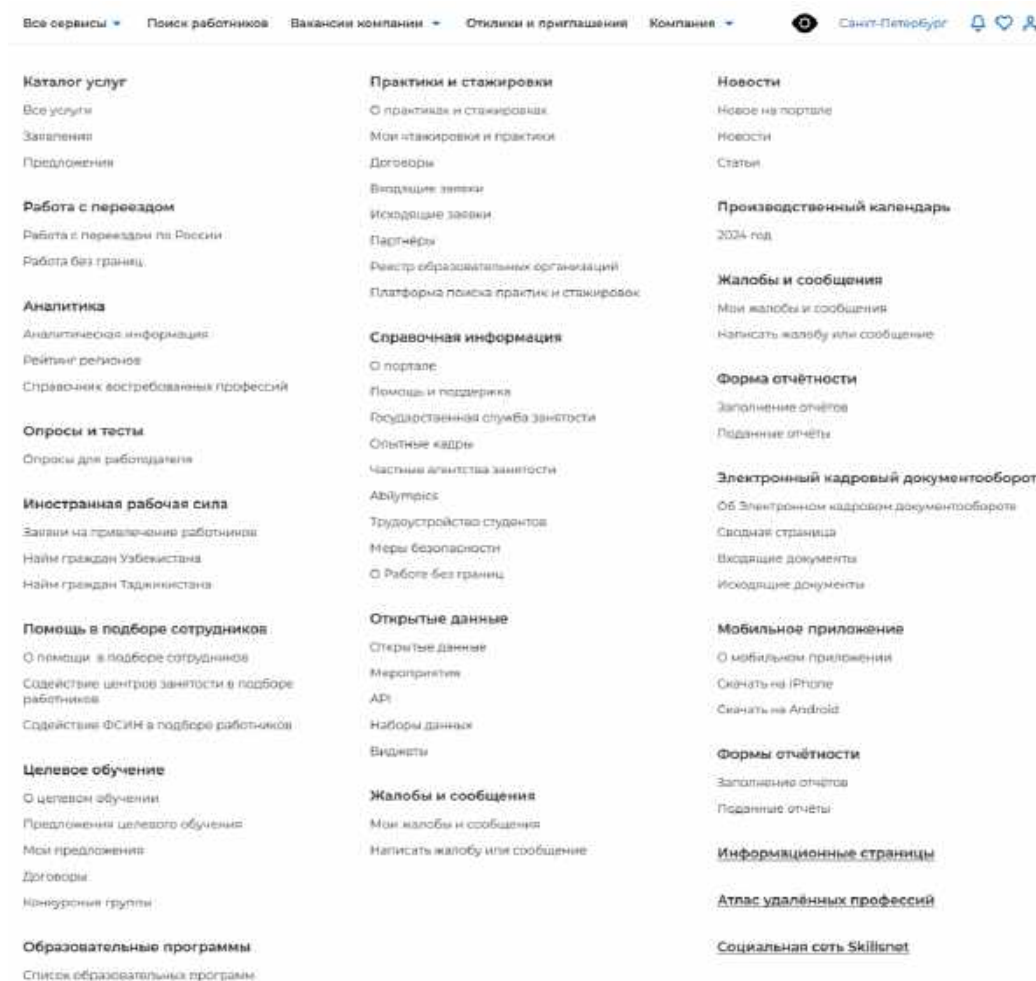 Все сервисы
Поиск работников
Вакансии компании
Отклики и приглашения
Компания
Санкт-Петербург
Каталог услуг
Все услуги
Заявления
Предложения
Работа с переездом
Работа с переездом по России
Работа без границ
Аналитика
Аналитическая информация
Рейтинг регионов
Справочник востребованных профессий
Опросы и тесты
Опросы для работодателя
Иностранная рабочая сила
Заявки на привлечение работников
Найм граждан Узбекистана
Найм граждан Таджикистана
Помощь в подборе сотрудников
О помощи в подборе сотрудников
Содействие центров занятости в подборе
работников
Содействие ФСИН в подборе работников
Целевое обучение
О целевом обучении
Предложения целевого обучения
Мои предложения
Договоры
Конкурсные группы
Образовательные программы
Список образовательных программ
Практики и стажировки
О практиках и стажировках
Мои стажировки и практики
Договоры
Входящие заявки
Исходящие заявки
Партнёры
Реестр образовательных организаций
Платформа поиска практик и стажировок
Справочная информация
О портале
Помощь и поддержка
Государственная служба занятости
Опытные кадры
Частные агентства занятости
Abilympics
Трудоустройство студентов
Меры безопасности
О Работе без границ
Открытые данные
Открытые данные
Мероприятия
API
Наборы данных
Виджеты
Жалобы и сообщения
Мои жалобы и сообщения
Написать жалобу или сообщение
Новости
Новое на портале
Новости
Статьи
Производственный календарь
2024 год
Жалобы и сообщения
Мои жалобы и сообщения
Написать жалобу или сообщение
Форма отчётности
Заполнение отчётов
Поданные отчёты
Электронный кадровый документооборот
Об Электронном кадровом документообороте
Сводная страница
Входящие документы
Исходящие документы
Мобильное приложение
О мобильном приложении
Скачать на iPhone
Скачать на Android
Формы отчётности
Заполнение отчётов
Поданные отчёты
Информационные страницы
Атлас удалённых профессий
Социальная сеть Skillsnet